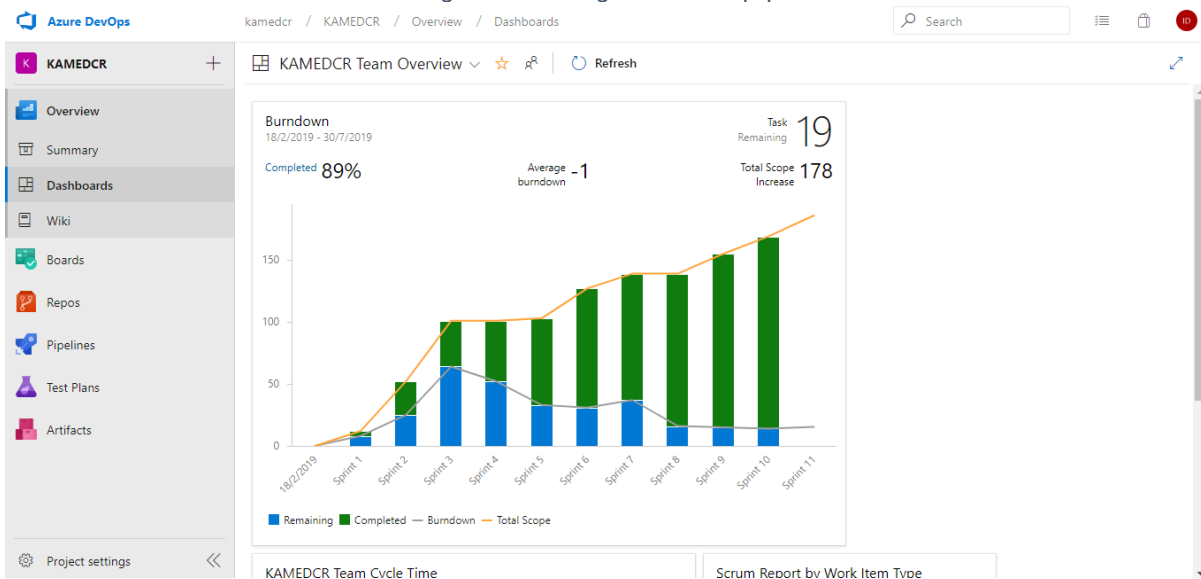 Azure DevOps
kamedcr / KAMEDCR / Overview / Dashboards
Search
ID
K KAMEDCR
KAMEDCR Team Overview
Refresh
Overview
Summary
Dashboards
Wiki
Boards
Repos
Pipelines
Test Plans
Artifacts
Project settings
Burndown
18/2/2019 - 30/7/2019
Task
Remaining 19
Completed 89%
Average
burndown -1
Total Scope
Increase 178
150
100
50
0
18/2/2019
Sprint 1
Sprint 2
Sprint 3
Sprint 4
Sprint 5
Sprint 6
Sprint 7
Sprint 8
Sprint 9
Sprint 10
Sprint 11
Remaining Completed Burndown Total Scope
KAMEDCR Team Cycle Time
Scrum Report by Work Item Type